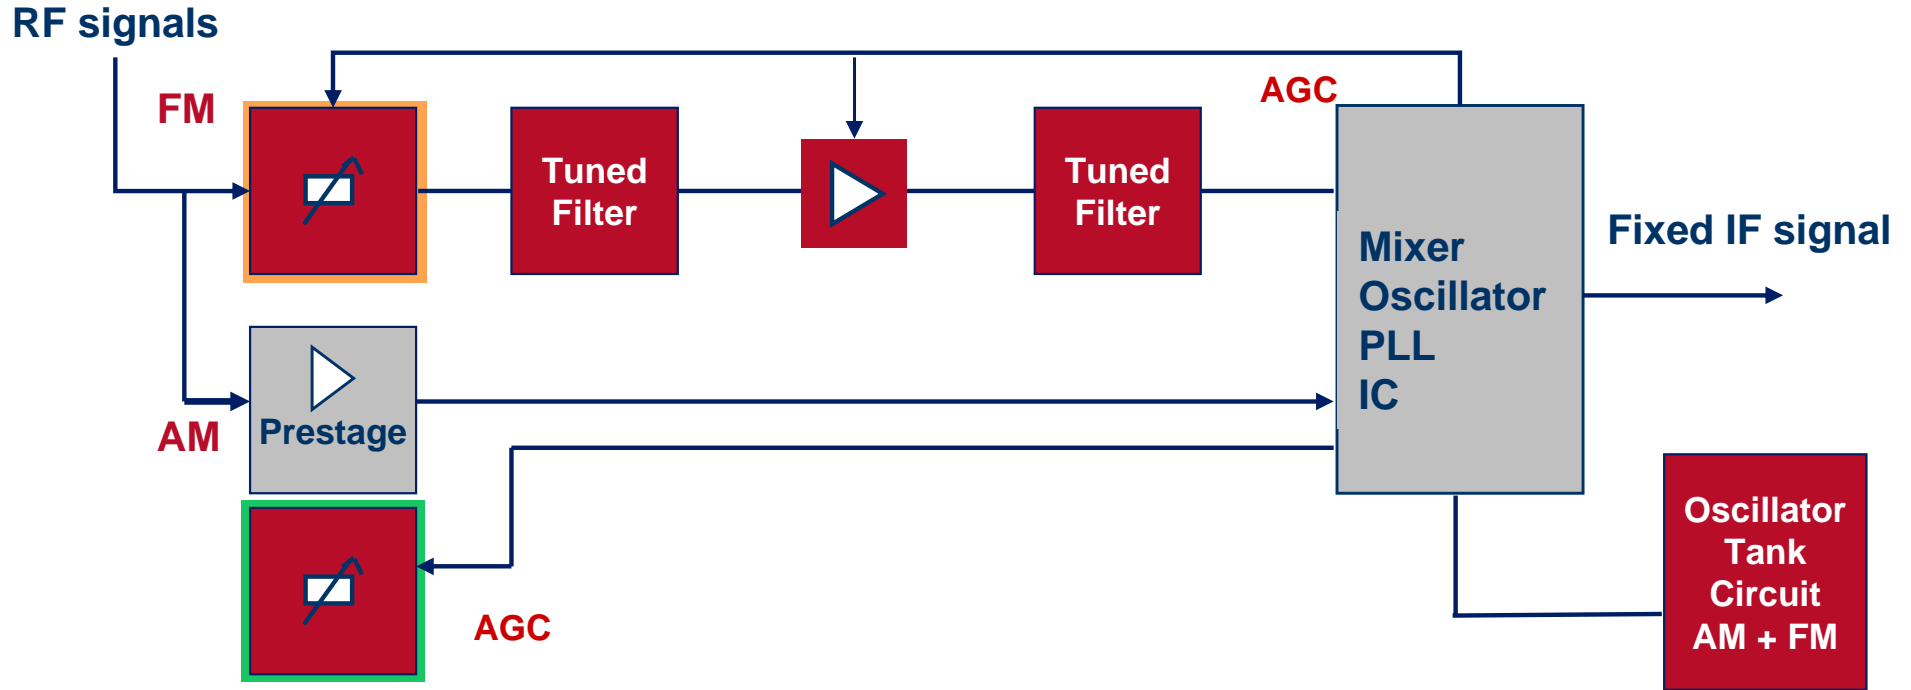 RF signals
FM
AGC
Tuned
Filter
Tuned
Filter
Mixer
Oscillator
PLL
IC
Fixed IF signal
Prestage
AM
AGC
Oscillator
Tank
Circuit
AM + FM